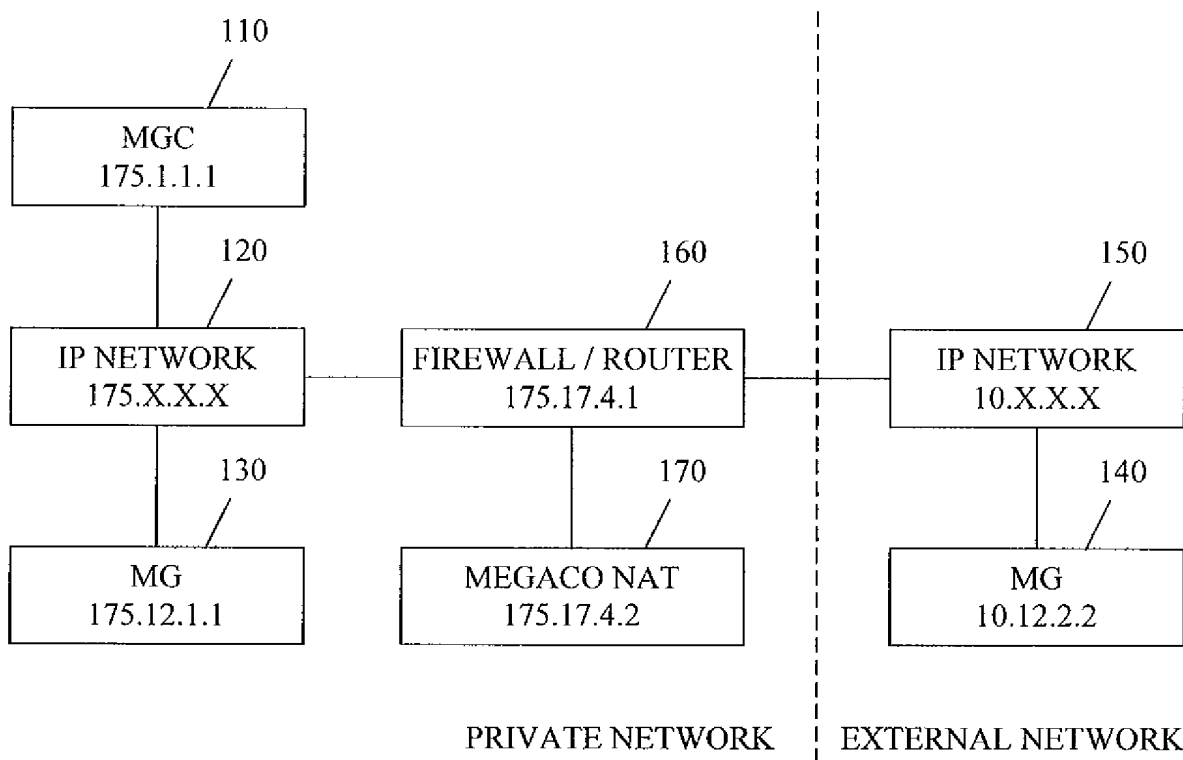 110
MGC
175.1.1.1
120
160
150
IP NETWORK
175.X.X.X
FIREWALL / ROUTER
175.17.4.1
IP NETWORK
10.X.X.X
130
170
140
MG
175.12.1.1
MEGACO NAT
175.17.4.2
MG
10.12.2.2
PRIVATE NETWORK
EXTERNAL NETWORK